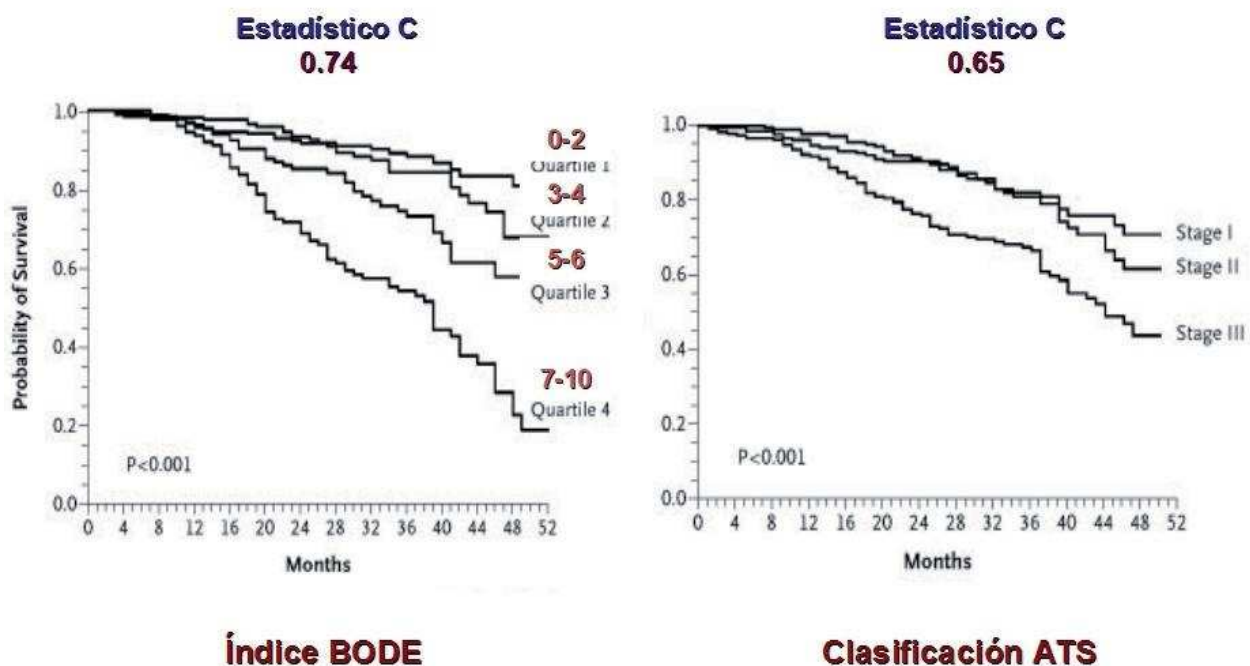 Estadístico C
0.74
Probability of Survival
1.0
0.8
0.6
0.4
0.2
0.0
0-2
Quartile 1
3-4
Quartile 2
5-6
Quartile 3
7-10
Quartile 4
P<0.001
0 4 8 12 16 20 24 28 32 36 40 44 48 52
Months
Índice BODE
Estadístico C
0.65
1.0
0.8
0.6
0.4
0.2
0.0
Stage I
Stage II
Stage III
P<0.001
0 4 8 12 16 20 24 28 32 36 40 44 48 52
Months
Clasificación ATS